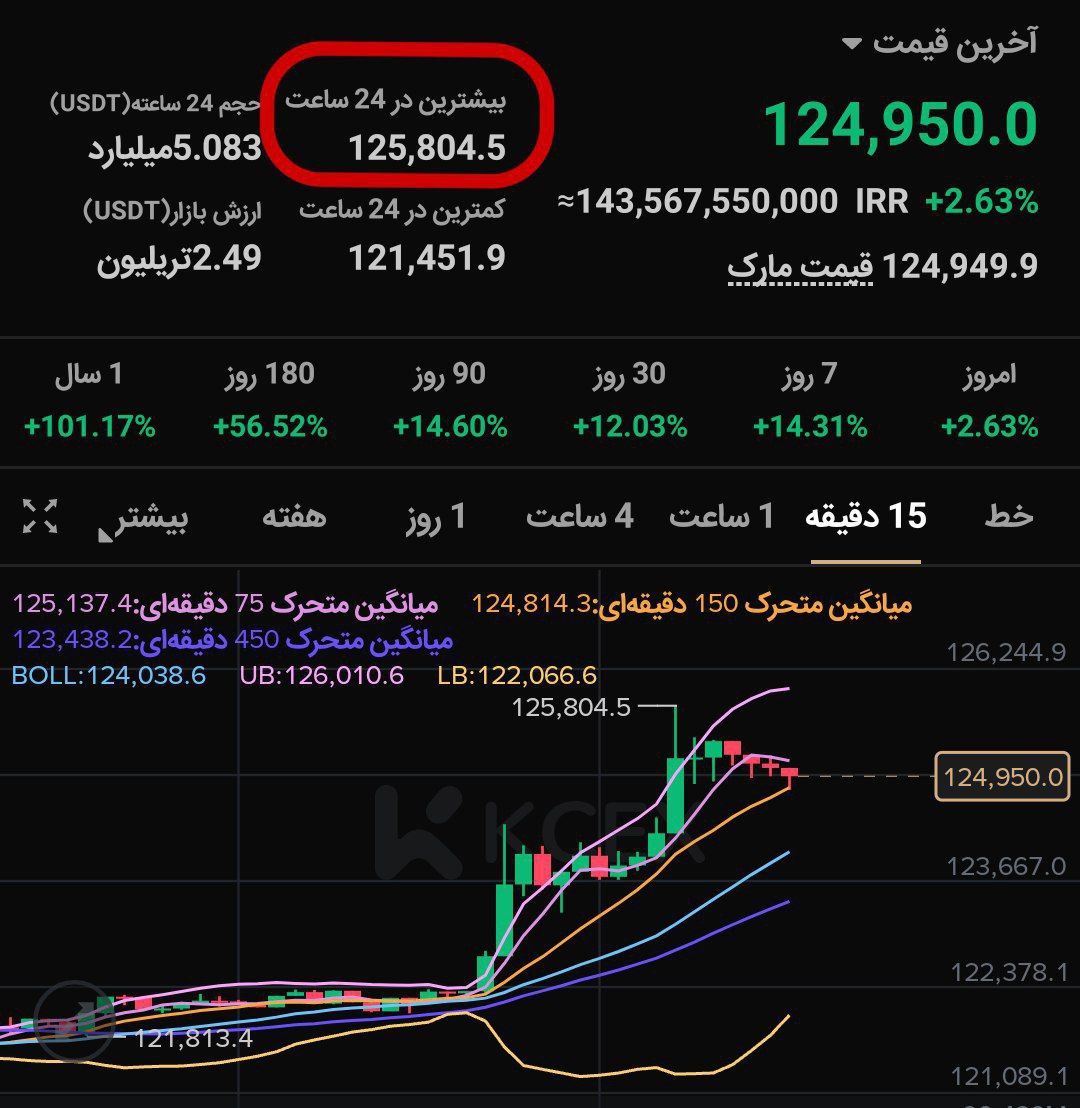 آخرین قیمت
124,950.0
≈143,567,550,000 IRR +2.63%
124,949.9 قیمت مارک
بیشترین در 24 ساعت
125,804.5
کمترین در 24 ساعت
121,451.9
حجم 24 ساعته(USDT)
5.083میلیارد
ارزش بازار(USDT)
2.49تریلیون
امروز 7 روز 30 روز 90 روز 180 روز 1 سال
+2.63% +14.31% +12.03% +14.60% +56.52% +101.17%
خط 15 دقیقه 1 ساعت 4 ساعت 1 روز هفته بیشتر
میانگین متحرک 75 دقیقه‌ای:125,137.4 میانگین متحرک 150 دقیقه‌ای:124,814.3
میانگین متحرک 450 دقیقه‌ای:123,438.2
BOLL:124,038.6 UB:126,010.6 LB:122,066.6
126,244.9
125,804.5
124,950.0
KCEX
123,667.0
122,378.1
121,813.4
121,089.1